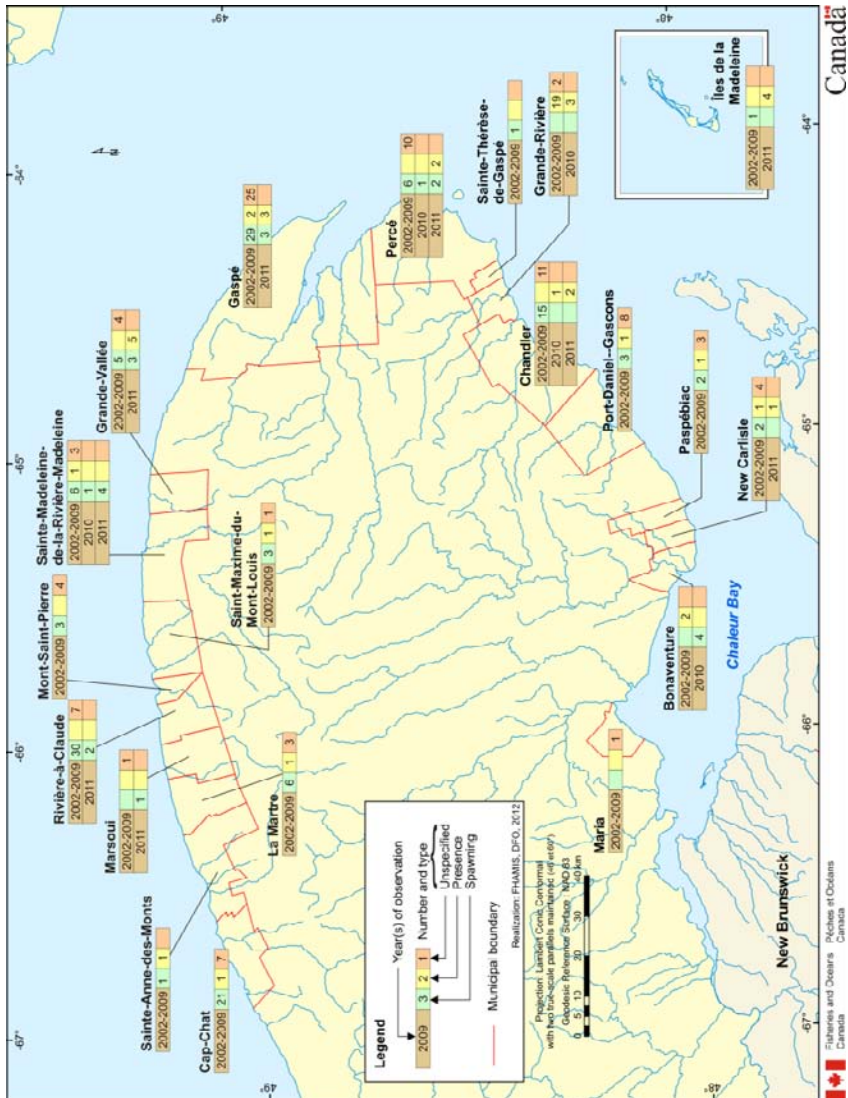 -67°
-66°
-65°
-54°
49°
49°
48°
48°
-67°
-66°
-65°
-64°
Cap-Chat
2002-2009 21 1 7
Sainte-Anne-des-Monts
2002-2009 1 1
La Martre
2002-2009 6 1 3
Marsoui
2002-2009 1
2011 1
Rivière-à-Claude
2002-2009 30 7
2011 2
Mont-Saint-Pierre
2002-2009 3 4
Saint-Maxime-du-
Mont-Louis
2002-2009 3 1 1
Sainte-Madeleine-
de-la-Rivière-Madeleine
2002-2009 5 1 3
2010 1
2011 4
Grande-Vallée
2002-2009 5 4
2011 3 5
Gaspé
2002-2009 29 2 25
2011 3 3
Percé
2002-2009 6 10
2010 1
2011 2 2
Sainte-Thérèse-
de-Gaspé
2002-2009 1
Grande-Rivière
2002-2009 19 2
2010 3
Chandler
2002-2009 15 11
2010 1
2011 2
Port-Daniel--Gascons
2002-2009 3 1 8
Paspébiac
2002-2009 2 1 3
New Carlisle
2002-2009 2 1 4
2011 1
Bonaventure
2002-2009 2
2010 4
Maria
2002-2009 1
Îles de la
Madeleine
2002-2009 1
2011 4
Chaleur Bay
New Brunswick
Legend
Year(s) of observation
2009 3 2 1
Number and type
Unspecified
Presence
Spawning
Municipal boundary
Realization: FHAMIS, DFO, 2012
Projection: Lambert Conic Conformal
with two true-scale parallels maintained (46 et 60°)
Geodesic Reference Surface: NAD 83
0 5 10 20 30 40 km
Fisheries and Oceans
Canada
Pêches et Océans
Canada
Canada